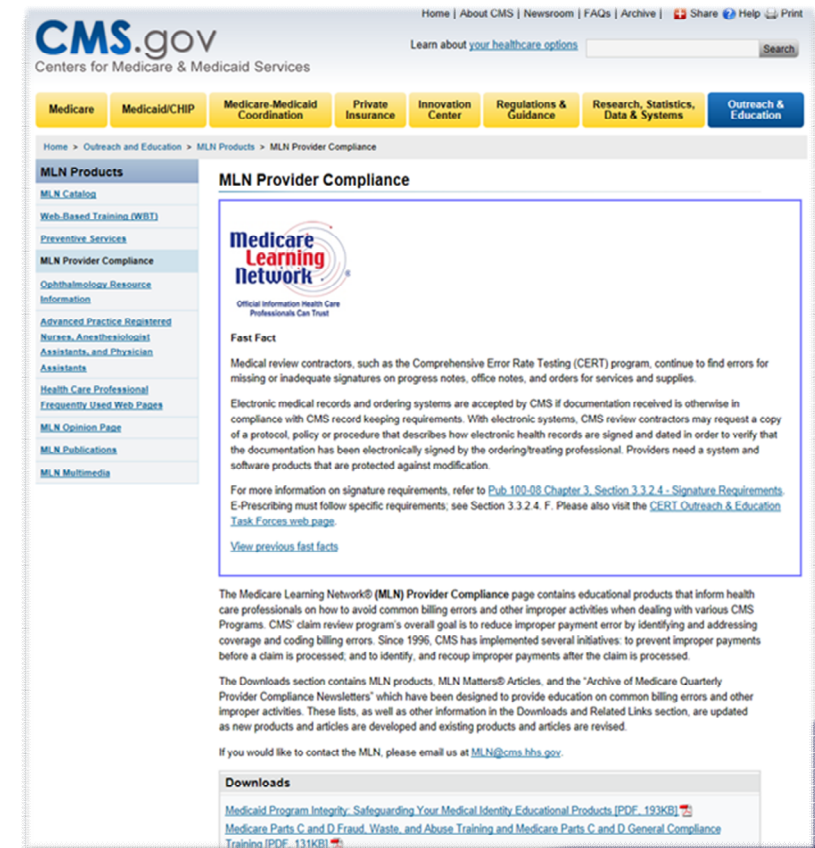 Home | About CMS | Newsroom | FAQs | Archive | Share Help Print
CMS.gov
Centers for Medicare & Medicaid Services
Learn about your healthcare options
Search
Medicare
Medicaid/CHIP
Medicare-Medicaid
Coordination
Private
Insurance
Innovation
Center
Regulations &
Guidance
Research, Statistics,
Data & Systems
Outreach &
Education
Home > Outreach and Education > MLN Products > MLN Provider Compliance
MLN Products
MLN Catalog
Web-Based Training (WBT)
Preventive Services
MLN Provider Compliance
Ophthalmology Resource
Information
Advanced Practice Registered
Nurses, Anesthesiologist
Assistants, and Physician
Assistants
Health Care Professional
Frequently Used Web Pages
MLN Opinion Page
MLN Publications
MLN Multimedia
MLN Provider Compliance
Medicare
Learning
Network ®
Official Information Health Care
Professionals Can Trust
Fast Fact
Medical review contractors, such as the Comprehensive Error Rate Testing (CERT) program, continue to find errors for
missing or inadequate signatures on progress notes, office notes, and orders for services and supplies.
Electronic medical records and ordering systems are accepted by CMS if documentation received is otherwise in
compliance with CMS record keeping requirements. With electronic systems, CMS review contractors may request a copy
of a protocol, policy or procedure that describes how electronic health records are signed and dated in order to verify that
the documentation has been electronically signed by the ordering/treating professional. Providers need a system and
software products that are protected against modification.
For more information on signature requirements, refer to Pub 100-08 Chapter 3, Section 3.3.2.4 - Signature Requirements.
E-Prescribing must follow specific requirements; see Section 3.3.2.4. F. Please also visit the CERT Outreach & Education
Task Forces web page.
View previous fast facts
The Medicare Learning Network® (MLN) Provider Compliance page contains educational products that inform health
care professionals on how to avoid common billing errors and other improper activities when dealing with various CMS
Programs. CMS' claim review program's overall goal is to reduce improper payment error by identifying and addressing
coverage and coding billing errors. Since 1996, CMS has implemented several initiatives: to prevent improper payments
before a claim is processed; and to identify, and recoup improper payments after the claim is processed.
The Downloads section contains MLN products, MLN Matters® Articles, and the "Archive of Medicare Quarterly
Provider Compliance Newsletters" which have been designed to provide education on common billing errors and other
improper activities. These lists, as well as other information in the Downloads and Related Links section, are updated
as new products and articles are developed and existing products and articles are revised.
If you would like to contact the MLN, please email us at MLN@cms.hhs.gov.
Downloads
Medicaid Program Integrity: Safeguarding Your Medical Identity Educational Products [PDF, 193KB]
Medicare Parts C and D Fraud, Waste, and Abuse Training and Medicare Parts C and D General Compliance
Training [PDF, 131KB]